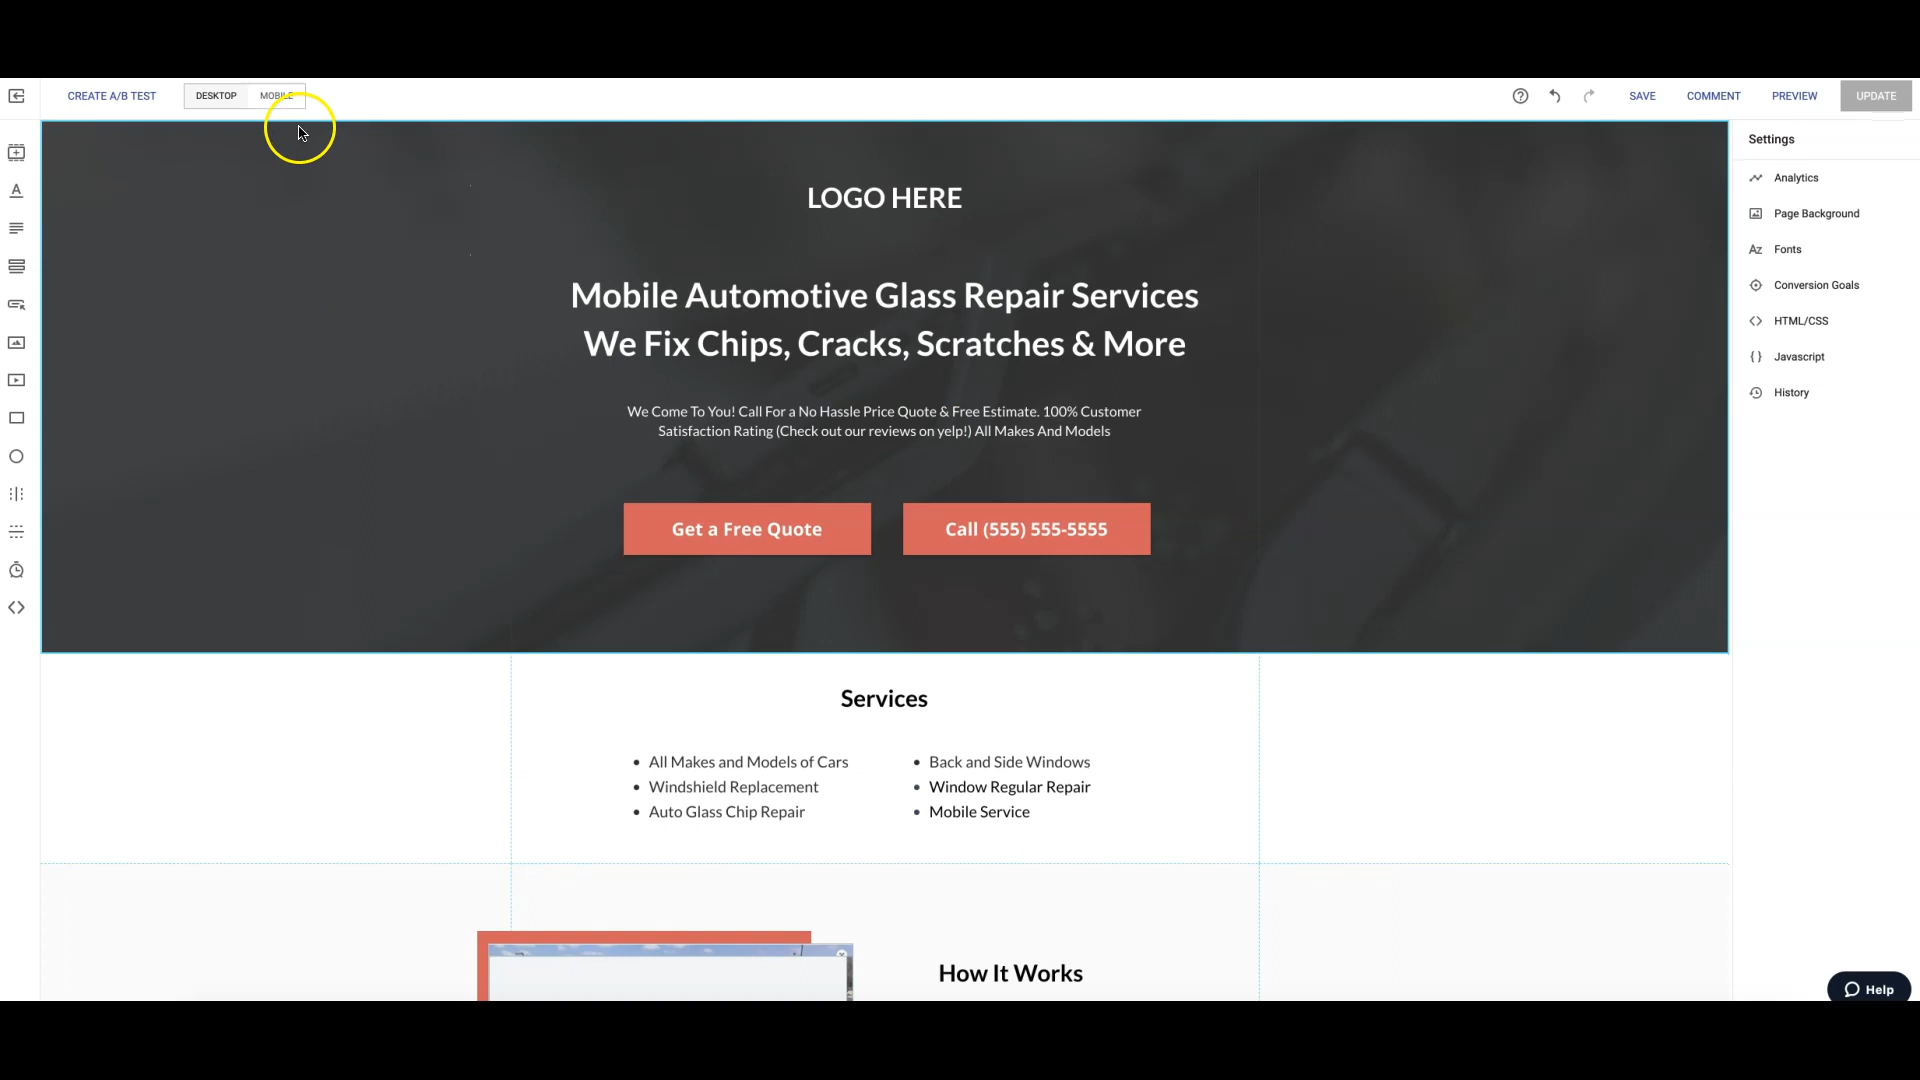 CREATE A/B TEST
DESKTOP
MOBILE
SAVE
COMMENT
PREVIEW
UPDATE
Settings
Analytics
Page Background
Fonts
Conversion Goals
HTML/CSS
Javascript
History
LOGO HERE
Mobile Automotive Glass Repair Services
We Fix Chips, Cracks, Scratches & More
We Come To You! Call For a No Hassle Price Quote & Free Estimate. 100% Customer
Satisfaction Rating (Check out our reviews on yelp!) All Makes And Models
Get a Free Quote
Call (555) 555-5555
Services
All Makes and Models of Cars
Windshield Replacement
Auto Glass Chip Repair
Back and Side Windows
Window Regular Repair
Mobile Service
How It Works
Help